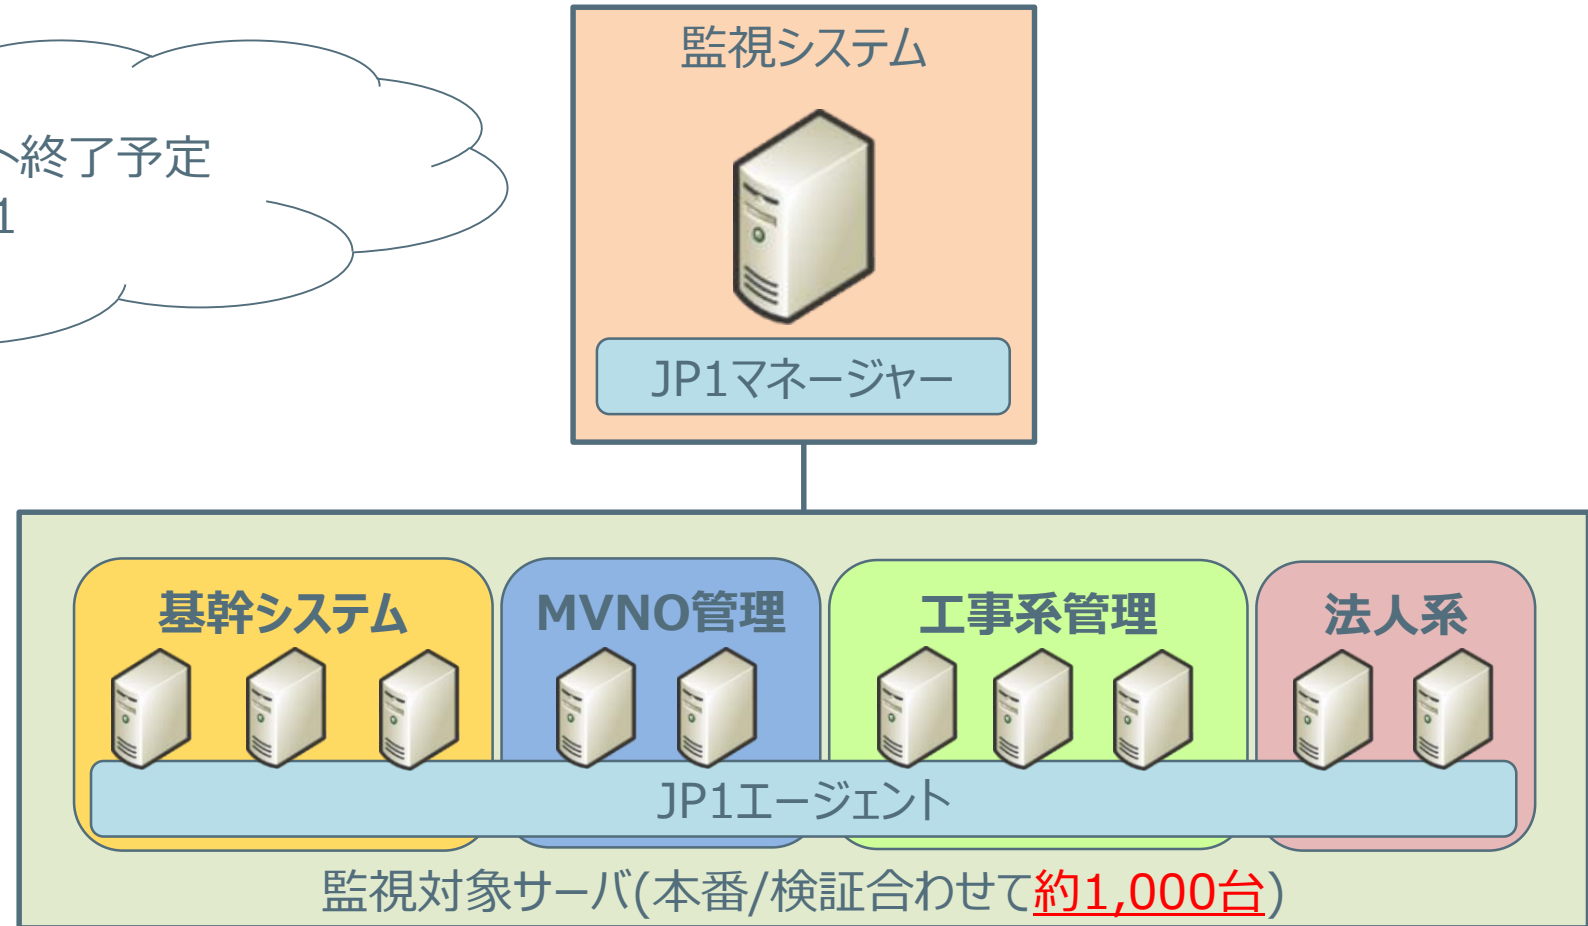 ト終了予定
1
監視システム
JP1マネージャー
基幹システム
MVNO管理
工事系管理
法人系
JP1エージェント
監視対象サーバ(本番/検証合わせて約1,000台)